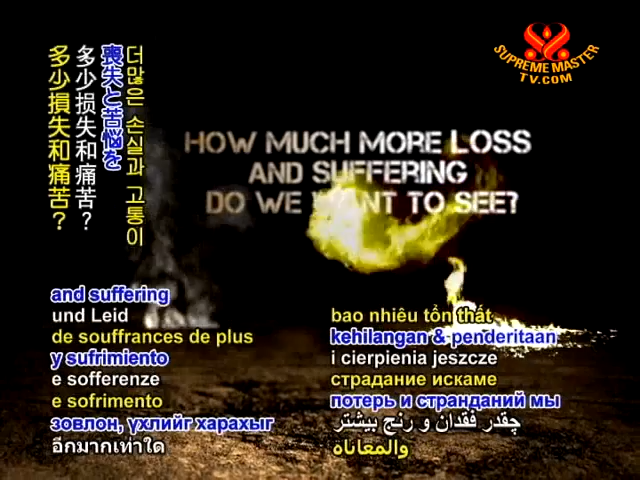 SUPREME MASTER
TV.COM
더 많은 손실과 고통이
喪失と苦悩を
多少损失和痛苦？
多少損失和痛苦？
HOW MUCH MORE LOSS
AND SUFFERING
DO WE WANT TO SEE?
and suffering
und Leid
de souffrances de plus
y sufrimiento
e sofferenze
e sofrimento
зовлон, үхлийг харахыг
อีกมากเท่าใด
bao nhiêu tổn thất
kehilangan & penderitaan
i cierpienia jeszcze
страдание искаме
потерь и страданий мы
چقدر فقدان و رنج بیشتر
والمعاناة